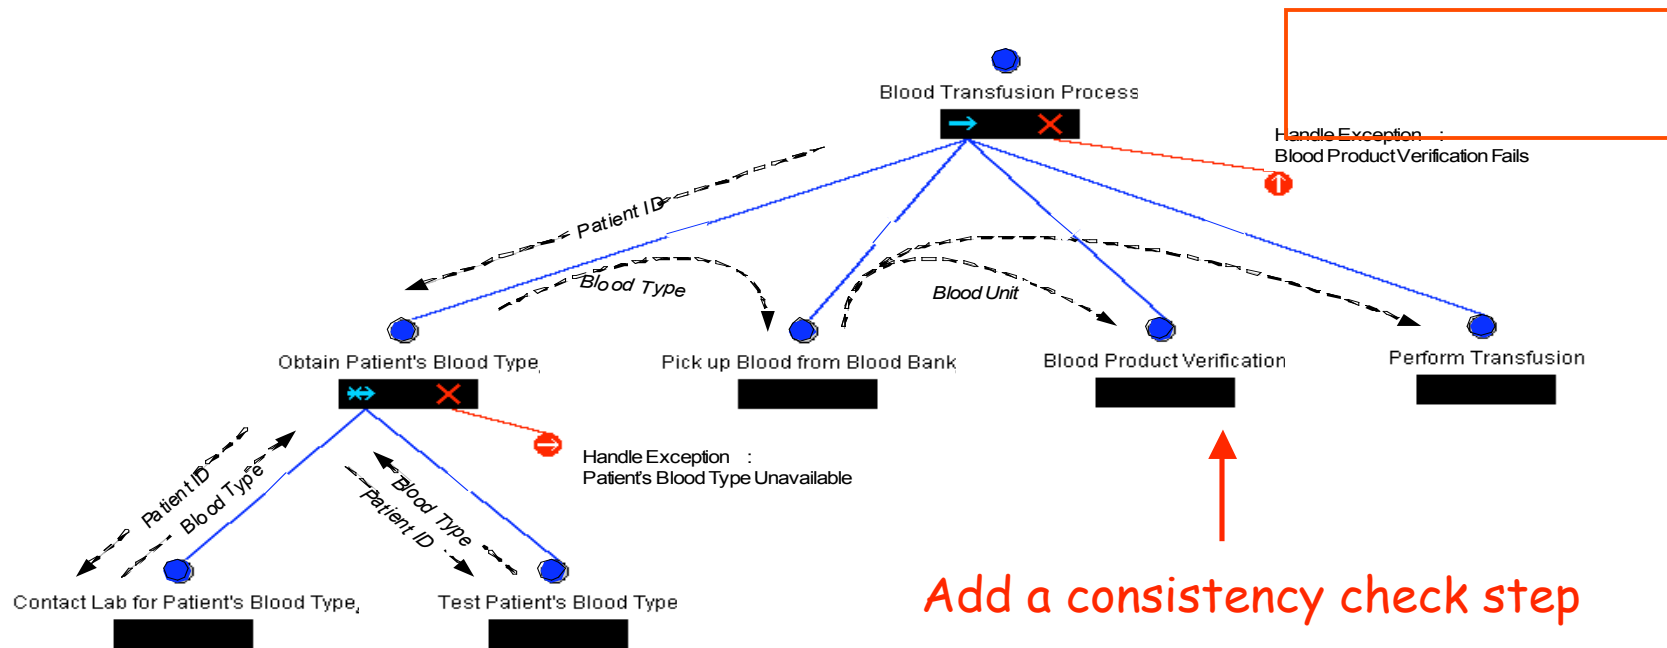 Blood Transfusion Process
Handle Exception :
Blood Product Verification Fails
Patient ID
Blood Type
Blood Unit
Obtain Patient's Blood Type
Pick up Blood from Blood Bank
Blood Product Verification
Perform Transfusion
Handle Exception :
Patient's Blood Type Unavailable
Patient ID
Blood Type
Blood Type
Patient ID
Contact Lab for Patient's Blood Type
Test Patient's Blood Type
Add a consistency check step